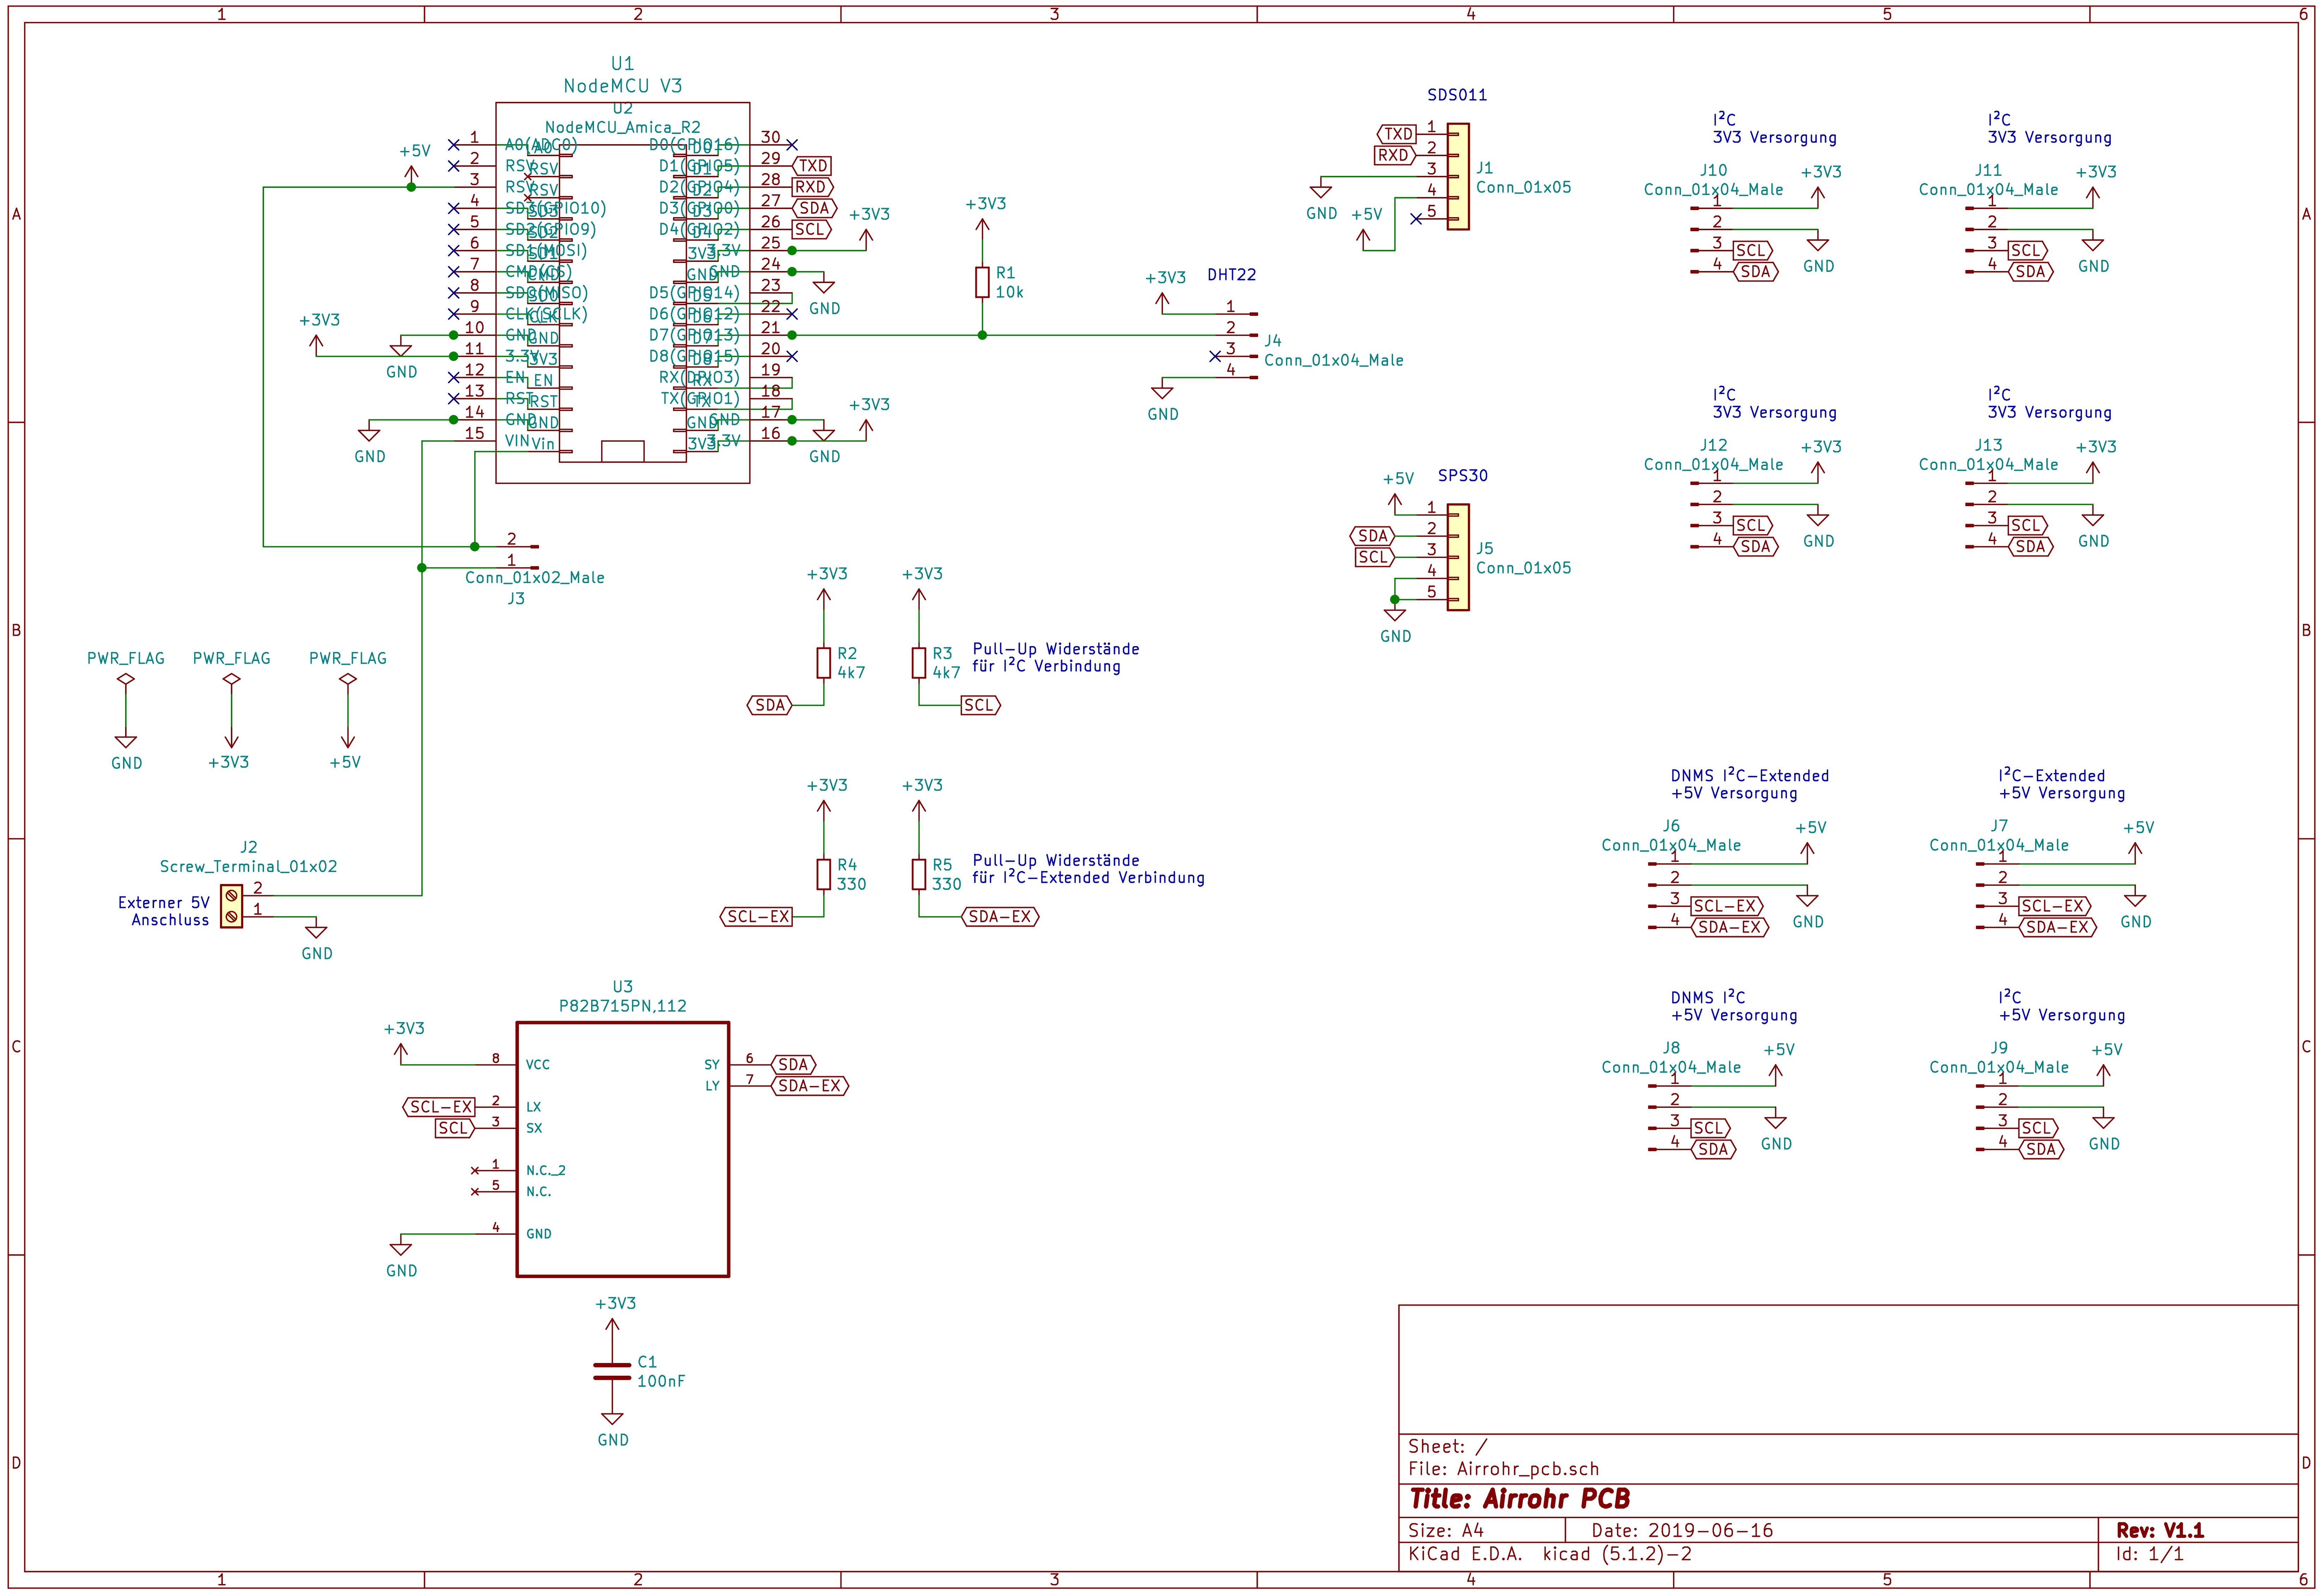 1 2 3 4 5 6
A
B
C
D
U1
NodeMCU V3
U2
NodeMCU_Amica_R2
1 A0(ADC0) A0
2 RSV RSV
3 RSV RSV
4 SD3(GPIO10) SD3
5 SD2(GPIO9) SD2
6 SD1(MOSI) SD1
7 CMD(CS) CMD
8 SD0(MISO) SD0
9 CLK(SCLK) CLK
10 GND GND
11 3.3V 3V3
12 EN EN
13 RST RST
14 GND GND
15 VIN Vin
D0(GPIO16) D0 30
D1(GPIO5) D1 29 TXD
D2(GPIO4) D2 28 RXD
D3(GPIO0) D3 27 SDA
D4(GPIO2) D4 26 SCL
3.3V 3V3 25
GND GND 24
D5(GPIO14) D5 23
D6(GPIO12) D6 22
D7(GPIO13) D7 21
D8(GPIO15) D8 20
RX(DPIO3) RX 19
TX(GPIO1) TX 18
GND GND 17
3.3V 3V3 16
+5V
+3V3
GND
GND
+3V3
GND
+3V3
GND
+3V3
R1
10k
2
1
Conn_01x02_Male
J3
SDS011
TXD 1
RXD 2
3
4
5
J1
Conn_01x05
GND
+5V
DHT22
+3V3
1
2
3
4
J4
Conn_01x04_Male
GND
SPS30
+5V
1
SDA 2
SCL 3
4
5
J5
Conn_01x05
GND
I²C
3V3 Versorgung
J10
Conn_01x04_Male
+3V3
1
2
3 SCL
4 SDA
GND
I²C
3V3 Versorgung
J11
Conn_01x04_Male
+3V3
1
2
3 SCL
4 SDA
GND
I²C
3V3 Versorgung
J12
Conn_01x04_Male
+3V3
1
2
3 SCL
4 SDA
GND
I²C
3V3 Versorgung
J13
Conn_01x04_Male
+3V3
1
2
3 SCL
4 SDA
GND
PWR_FLAG
GND
PWR_FLAG
+3V3
PWR_FLAG
+5V
+3V3
R2
4k7
SDA
+3V3
R3
4k7
SCL
Pull-Up Widerstände
für I²C Verbindung
+3V3
R4
330
SCL-EX
+3V3
R5
330
SDA-EX
Pull-Up Widerstände
für I²C-Extended Verbindung
J2
Screw_Terminal_01x02
2
1
Externer 5V
Anschluss
GND
DNMS I²C-Extended
+5V Versorgung
J6
Conn_01x04_Male
+5V
1
2
3 SCL-EX
4 SDA-EX
GND
I²C-Extended
+5V Versorgung
J7
Conn_01x04_Male
+5V
1
2
3 SCL-EX
4 SDA-EX
GND
DNMS I²C
+5V Versorgung
J8
Conn_01x04_Male
+5V
1
2
3 SCL
4 SDA
GND
I²C
+5V Versorgung
J9
Conn_01x04_Male
+5V
1
2
3 SCL
4 SDA
GND
U3
P82B715PN,112
+3V3
8 VCC
SCL-EX 2 LX
SCL 3 SX
1 N.C._2
5 N.C.
4 GND
SY 6 SDA
LY 7 SDA-EX
GND
+3V3
C1
100nF
GND
Sheet: /
File: Airrohr_pcb.sch
Title: Airrohr PCB
Size: A4 Date: 2019-06-16 Rev: V1.1
KiCad E.D.A. kicad (5.1.2)-2 Id: 1/1
A
B
C
D
1 2 3 4 5 6